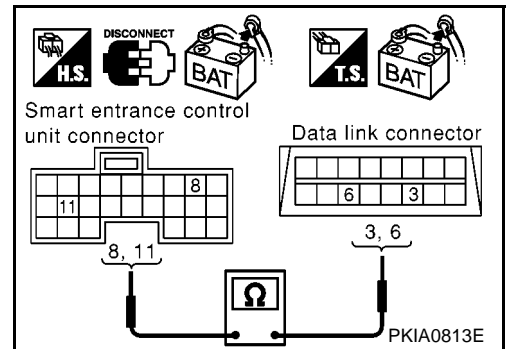 DISCONNECT
H.S.
BAT
T.S.
BAT
Smart entrance control
unit connector
Data link connector
8
11
6 3
8, 11
3, 6
Ω
PKIA0813E